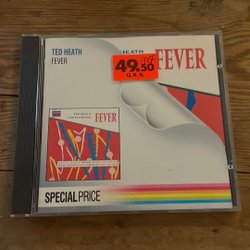 TED HEATH
FEVER
HEATH
FEVER
49.50
G.H.S.
FEVER
SPECIAL PRICE